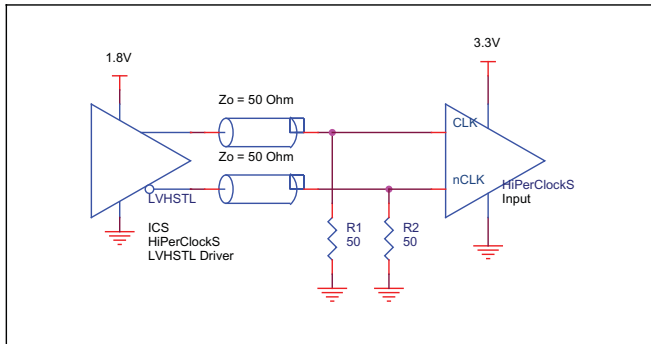 1.8V
3.3V
Zo = 50 Ohm
CLK
Zo = 50 Ohm
nCLK
LVHSTL
HiPerClockS
Input
ICS
HiPerClockS
LVHSTL Driver
R1
50
R2
50